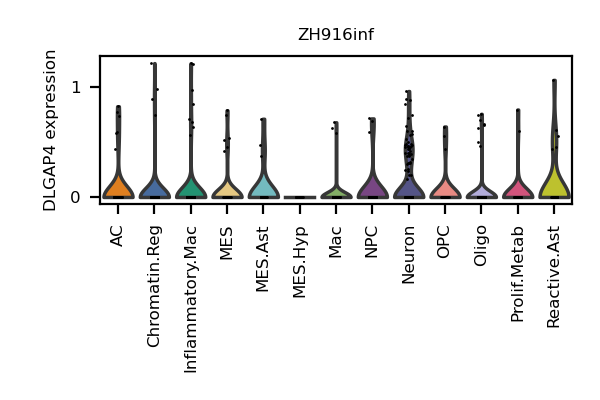 ZH916inf
DLGAP4 expression
1
0
AC
Chromatin.Reg
Inflammatory.Mac
MES
MES.Ast
MES.Hyp
Mac
NPC
Neuron
OPC
Oligo
Prolif.Metab
Reactive.Ast